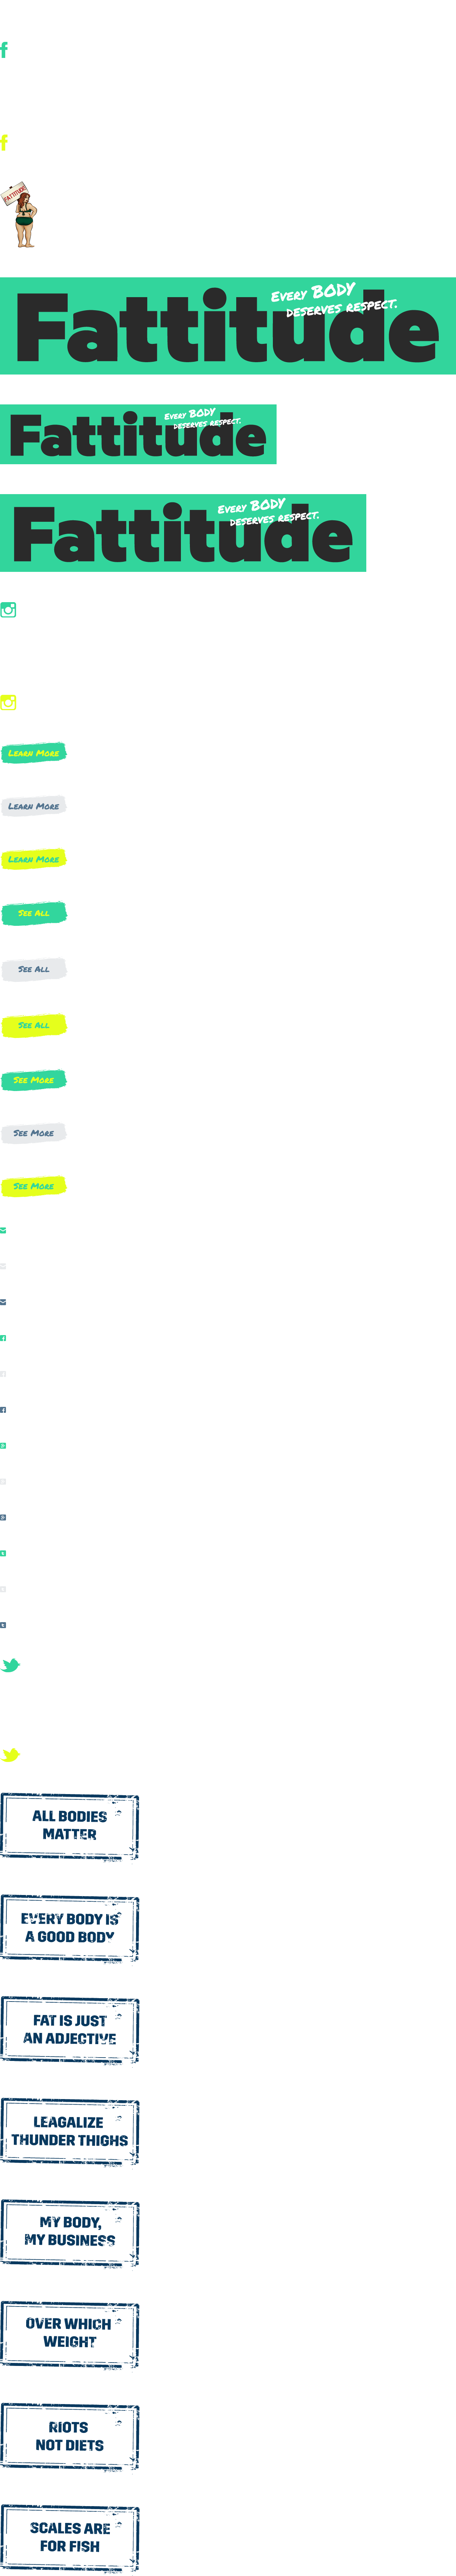 FATITUDE
Fattitude
Every BODY
deserves respect.
Fattitude
Every BODY
deserves respect.
Fattitude
Every BODY
deserves respect.
Learn More
Learn More
Learn More
See All
See All
See All
See More
See More
See More
ALL BODIES
MATTER
EVERY BODY IS
A GOOD BODY
FAT IS JUST
AN ADJECTIVE
LEAGALIZE
THUNDER THIGHS
MY BODY,
MY BUSINESS
OVER WHICH
WEIGHT
RIOTS
NOT DIETS
SCALES ARE
FOR FISH